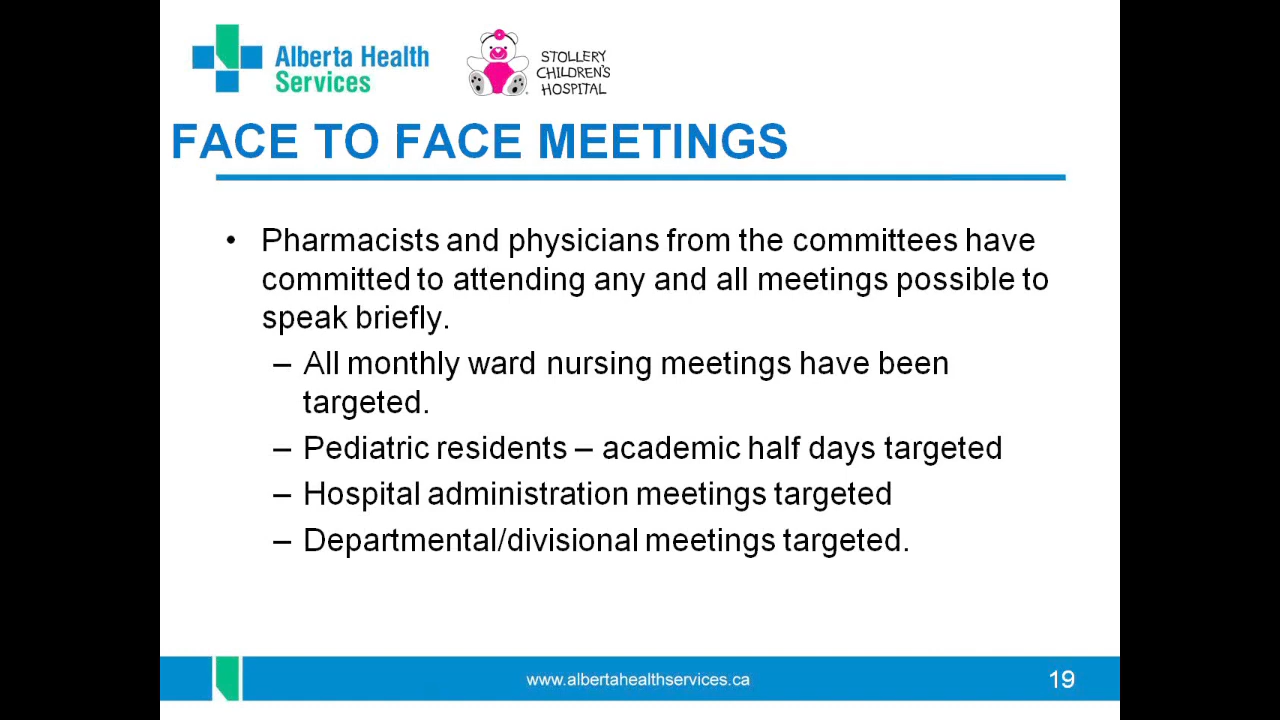 Alberta Health
Services
STOLLERY
CHILDREN'S
HOSPITAL
FACE TO FACE MEETINGS
• Pharmacists and physicians from the committees have
committed to attending any and all meetings possible to
speak briefly.
– All monthly ward nursing meetings have been
targeted.
– Pediatric residents – academic half days targeted
– Hospital administration meetings targeted
– Departmental/divisional meetings targeted.
www.albertahealthservices.ca
19